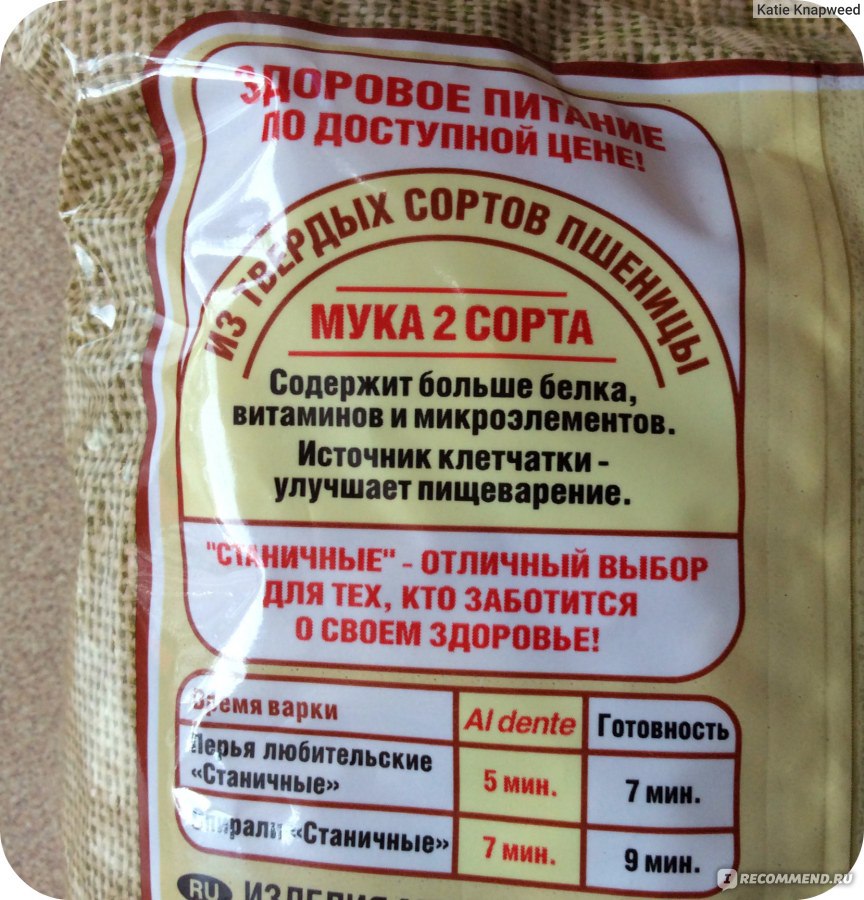 Katie Knapweed
ЗДОРОВОЕ ПИТАНИЕ
ПО ДОСТУПНОЙ ЦЕНЕ!
ИЗ ТВЕРДЫХ СОРТОВ ПШЕНИЦЫ
МУКА 2 СОРТА
Содержит больше белка,
витаминов и микроэлементов.
Источник клетчатки -
улучшает пищеварение.
"СТАНИЧНЫЕ" - ОТЛИЧНЫЙ ВЫБОР
ДЛЯ ТЕХ, КТО ЗАБОТИТСЯ
О СВОЕМ ЗДОРОВЬЕ!
Время варки Al dente Готовность
Перья любительские
«Станичные» 5 мин. 7 мин.
Спирали «Станичные» 7 мин. 9 мин.
RU ИЗДЕЛИЯ
I RECOMMEND.RU